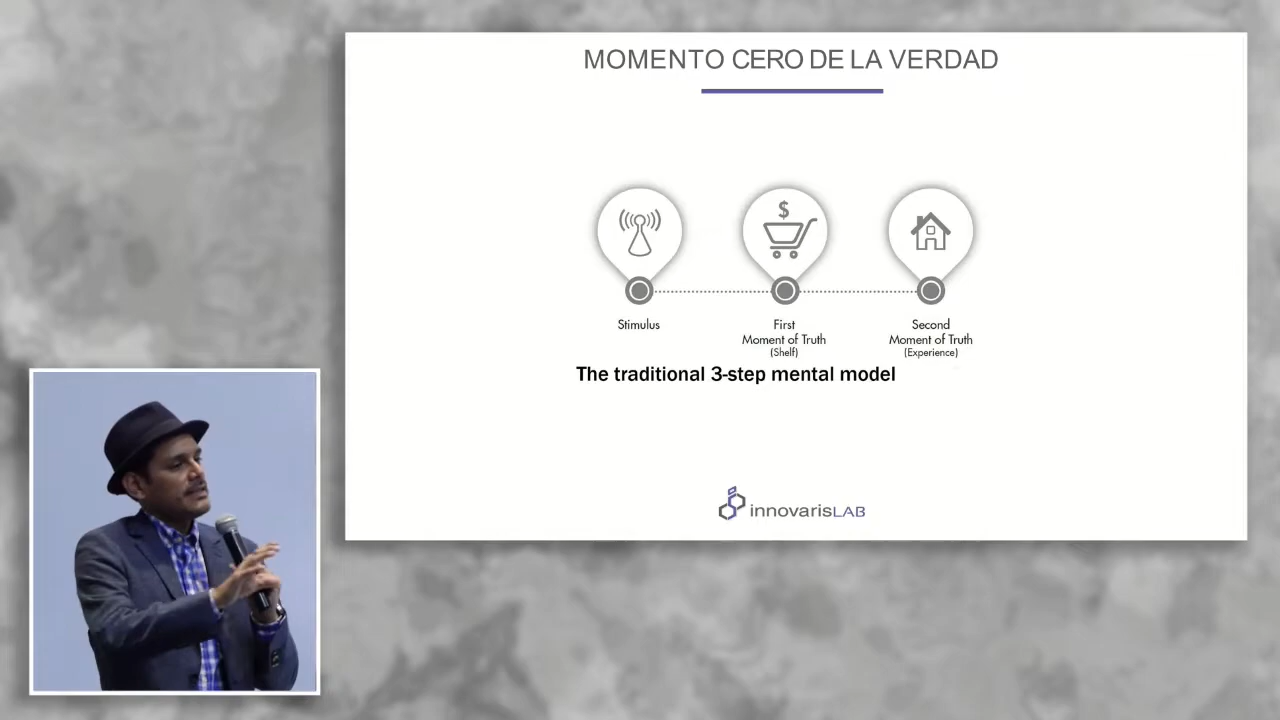 MOMENTO CERO DE LA VERDAD
$
Stimulus
First
Moment of Truth
(Shelf)
Second
Moment of Truth
(Experience)
The traditional 3-step mental model
innovarisLAB